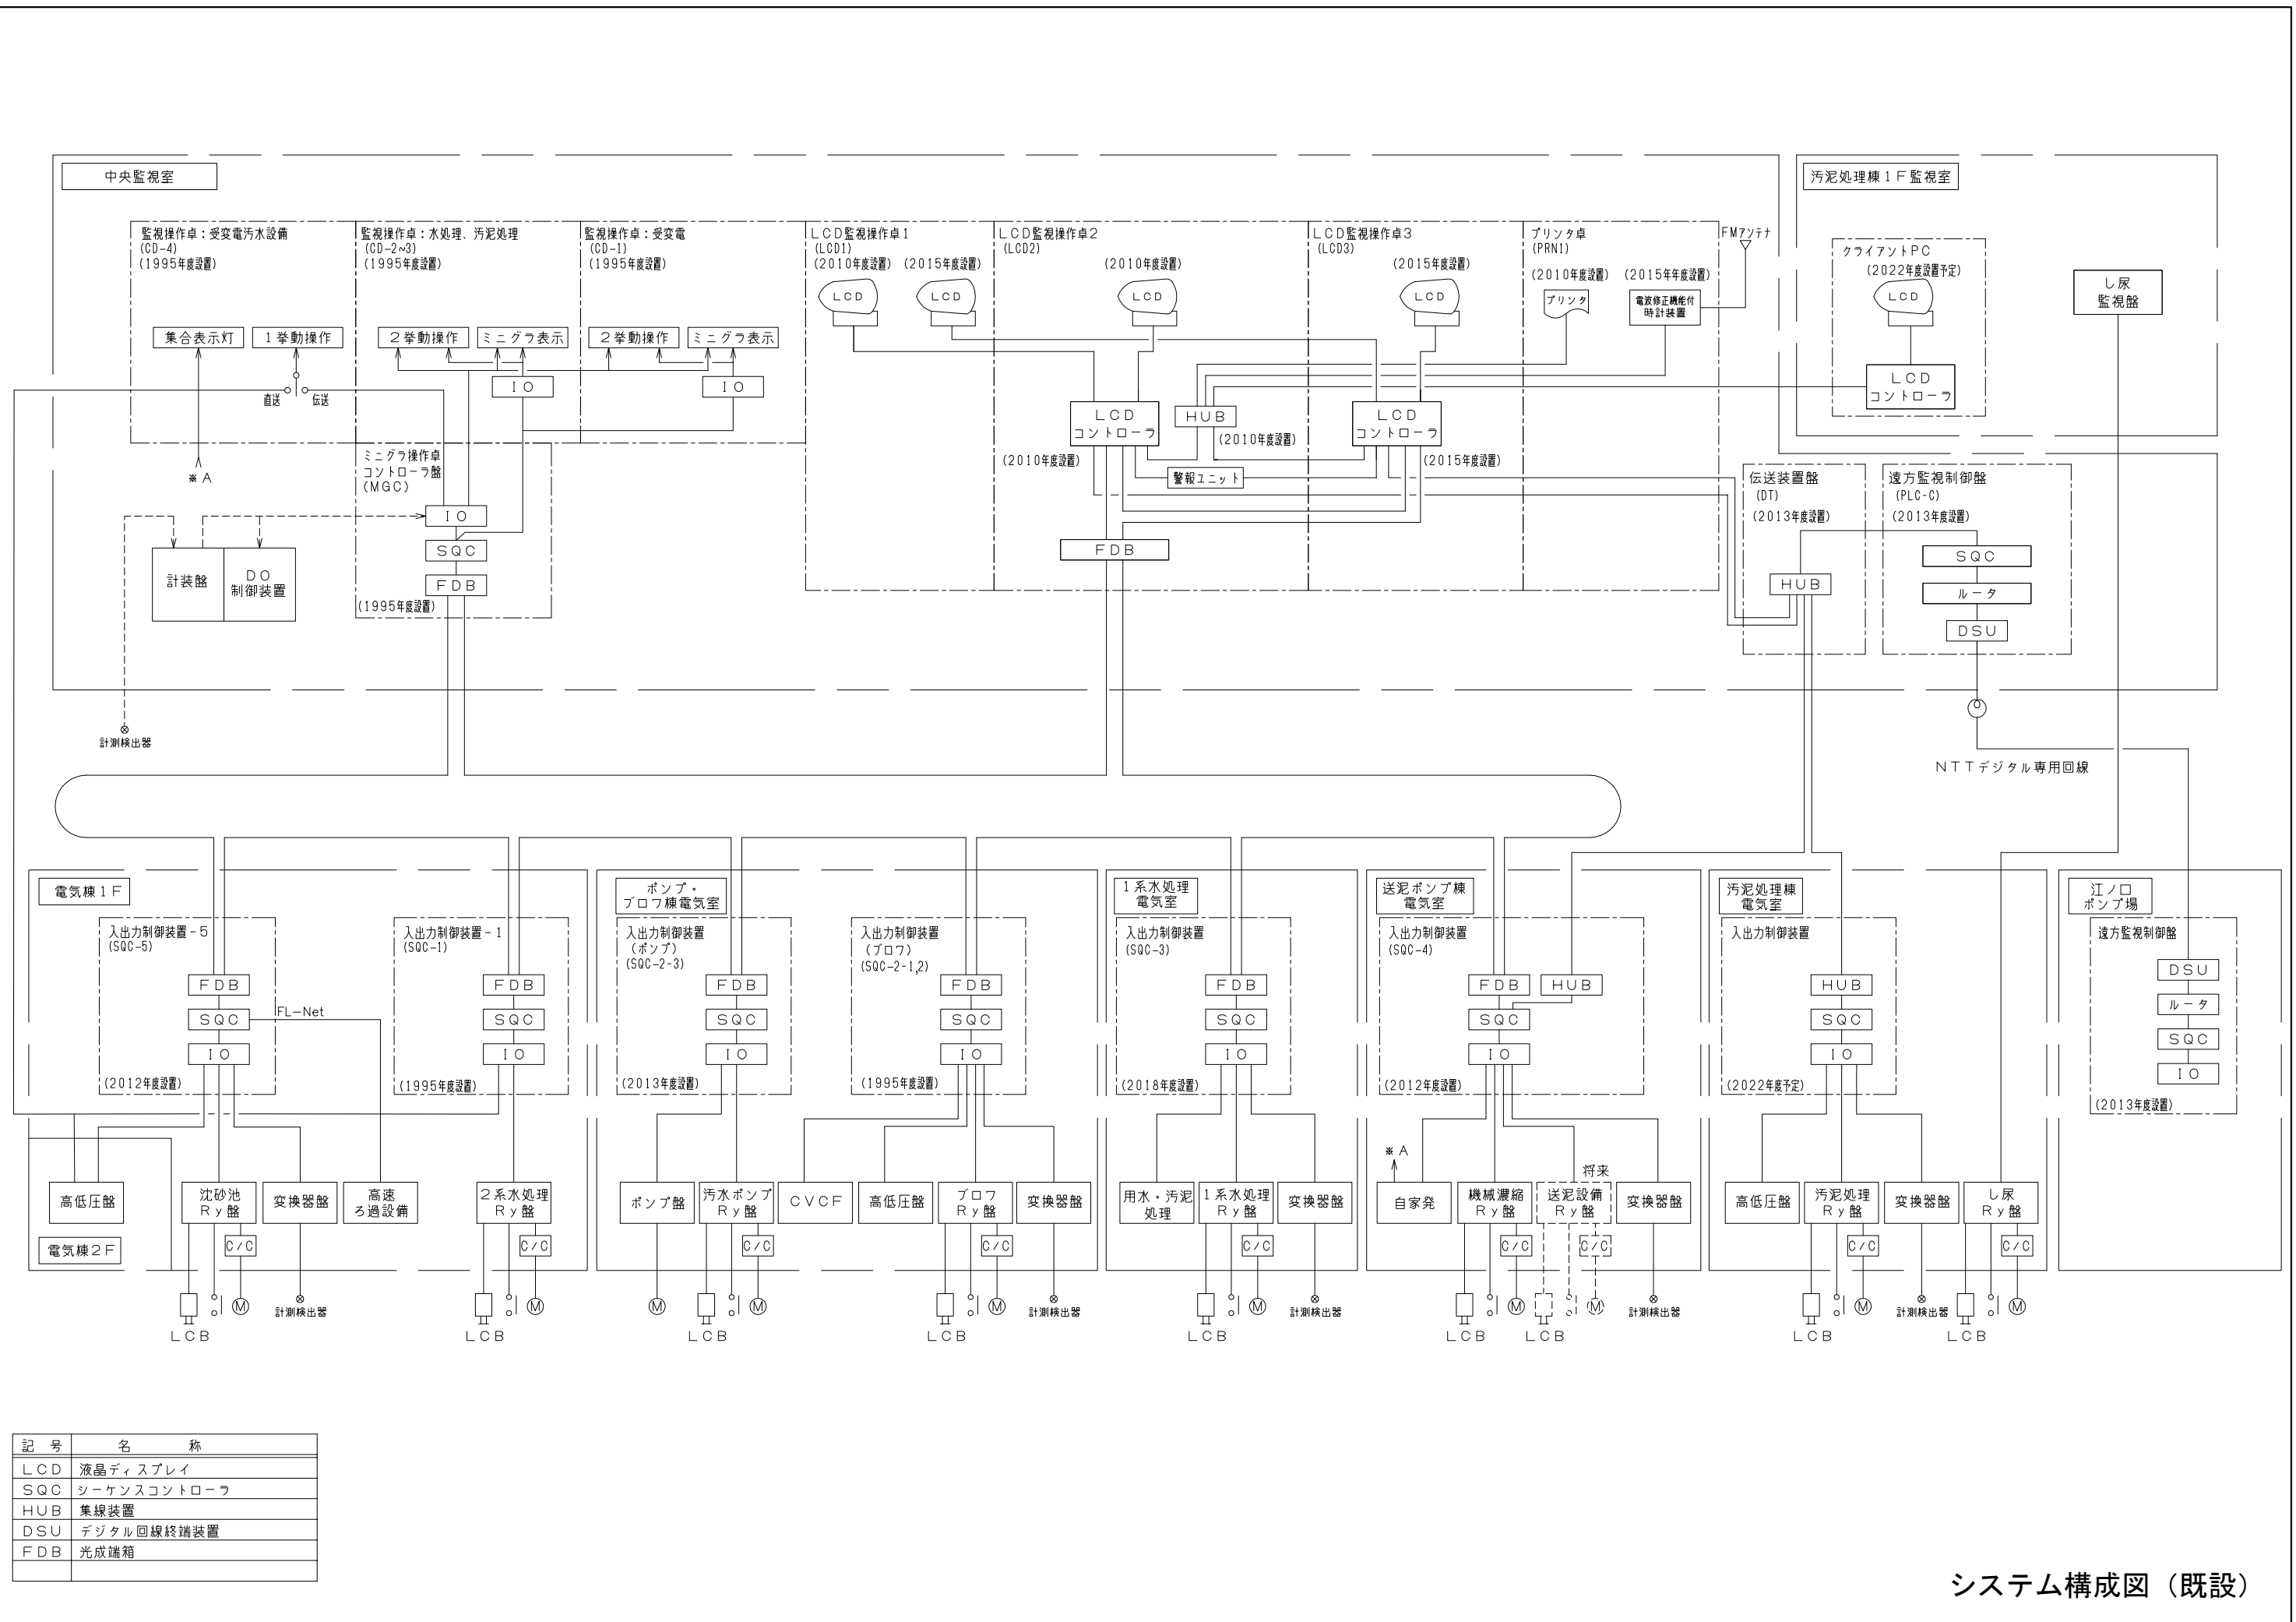 中央監視室
汚泥処理棟1F監視室
監視操作卓：受変電汚水設備
(CD-4)
(1995年度設置)
監視操作卓：水処理、汚泥処理
(CD-2~3)
(1995年度設置)
監視操作卓：受変電
(CD-1)
(1995年度設置)
LCD監視操作卓1
(LCD1)
(2010年度設置)
(2015年度設置)
LCD監視操作卓2
(LCD2)
(2010年度設置)
LCD監視操作卓3
(LCD3)
(2015年度設置)
プリンタ卓
(PRN1)
(2010年度設置)
(2015年年度設置)
FMアンテナ
クライアントPC
(2022年度設置予定)
LCD
LCD
LCD
LCD
プリンタ
電波修正機能付
時計装置
LCD
し尿
監視盤
集合表示灯
1挙動操作
2挙動操作
ミニグラ表示
2挙動操作
ミニグラ表示
IO
IO
直送
伝送
LCD
コントローラ
LCD
コントローラ
HUB
(2010年度設置)
LCD
コントローラ
(2010年度設置)
(2015年度設置)
※A
ミニグラ操作卓
コントローラ盤
(MGC)
警報ユニット
伝送装置盤
(DT)
(2013年度設置)
遠方監視制御盤
(PLC-C)
(2013年度設置)
IO
SQC
FDB
(1995年度設置)
計装盤
DO
制御装置
FDB
HUB
SQC
ルータ
DSU
計測検出器
NTTデジタル専用回線
電気棟1F
ポンプ・
ブロワ棟電気室
1系水処理
電気室
送泥ポンプ棟
電気室
汚泥処理棟
電気室
江ノ口
ポンプ場
入出力制御装置-5
(SQC-5)
入出力制御装置-1
(SQC-1)
入出力制御装置
(ポンプ)
(SQC-2-3)
入出力制御装置
(ブロワ)
(SQC-2-1,2)
入出力制御装置
(SQC-3)
入出力制御装置
(SQC-4)
入出力制御装置
遠方監視制御盤
FDB
FDB
FDB
FDB
FDB
FDB
HUB
HUB
DSU
FL-Net
SQC
SQC
SQC
SQC
SQC
SQC
SQC
ルータ
IO
IO
IO
IO
IO
IO
IO
SQC
IO
(2012年度設置)
(1995年度設置)
(2013年度設置)
(1995年度設置)
(2018年度設置)
(2012年度設置)
(2022年度予定)
(2013年度設置)
※A
将来
高低圧盤
沈砂池
Ry盤
変換器盤
高速
ろ過設備
2系水処理
Ry盤
ポンプ盤
汚水ポンプ
Ry盤
CVCF
高低圧盤
ブロワ
Ry盤
変換器盤
用水・汚泥
処理
1系水処理
Ry盤
変換器盤
自家発
機械濃縮
Ry盤
送泥設備
Ry盤
変換器盤
高低圧盤
汚泥処理
Ry盤
変換器盤
し尿
Ry盤
電気棟2F
C/C
C/C
C/C
C/C
C/C
C/C
C/C
C/C
C/C
M
M
M
M
M
M
M
M
M
M
計測検出器
計測検出器
計測検出器
計測検出器
計測検出器
LCB
LCB
LCB
LCB
LCB
LCB
LCB
LCB
LCB
記 号 名 称
LCD 液晶ディスプレイ
SQC シーケンスコントローラ
HUB 集線装置
DSU デジタル回線終端装置
FDB 光成端箱
システム構成図（既設）